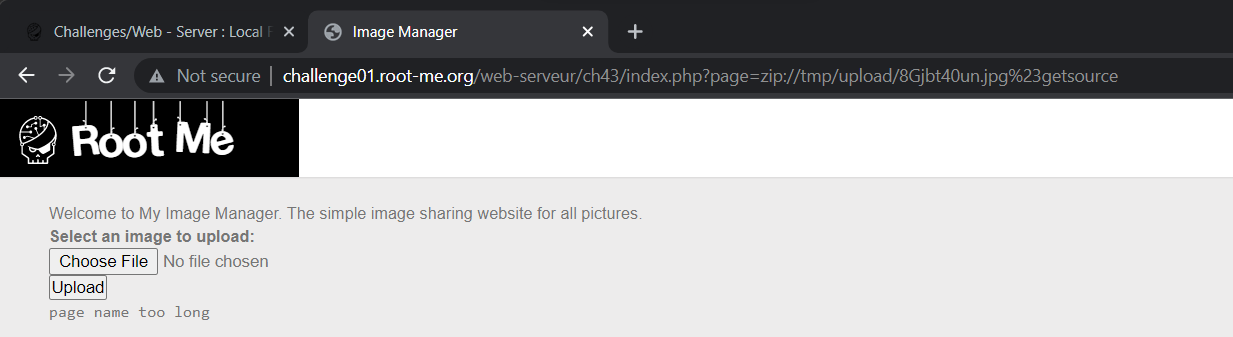 Challenges/Web - Server : Local F
Image Manager
Not secure | challenge01.root-me.org/web-serveur/ch43/index.php?page=zip://tmp/upload/8Gjbt40un.jpg%23getsource
Root Me
Welcome to My Image Manager. The simple image sharing website for all pictures.
Select an image to upload:
Choose File No file chosen
Upload
page name too long